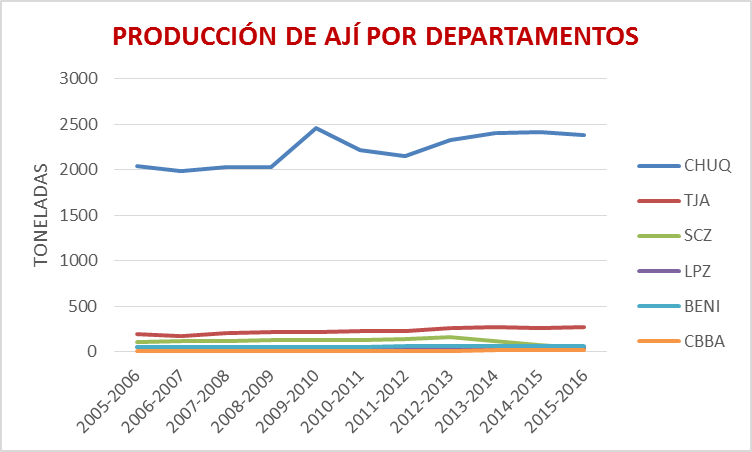 PRODUCCIÓN DE AJÍ POR DEPARTAMENTOS
TONELADAS
3000
2500
2000
1500
1000
500
0
2005-2006
2006-2007
2007-2008
2008-2009
2009-2010
2010-2011
2011-2012
2012-2013
2013-2014
2014-2015
2015-2016
CHUQ
TJA
SCZ
LPZ
BENI
CBBA